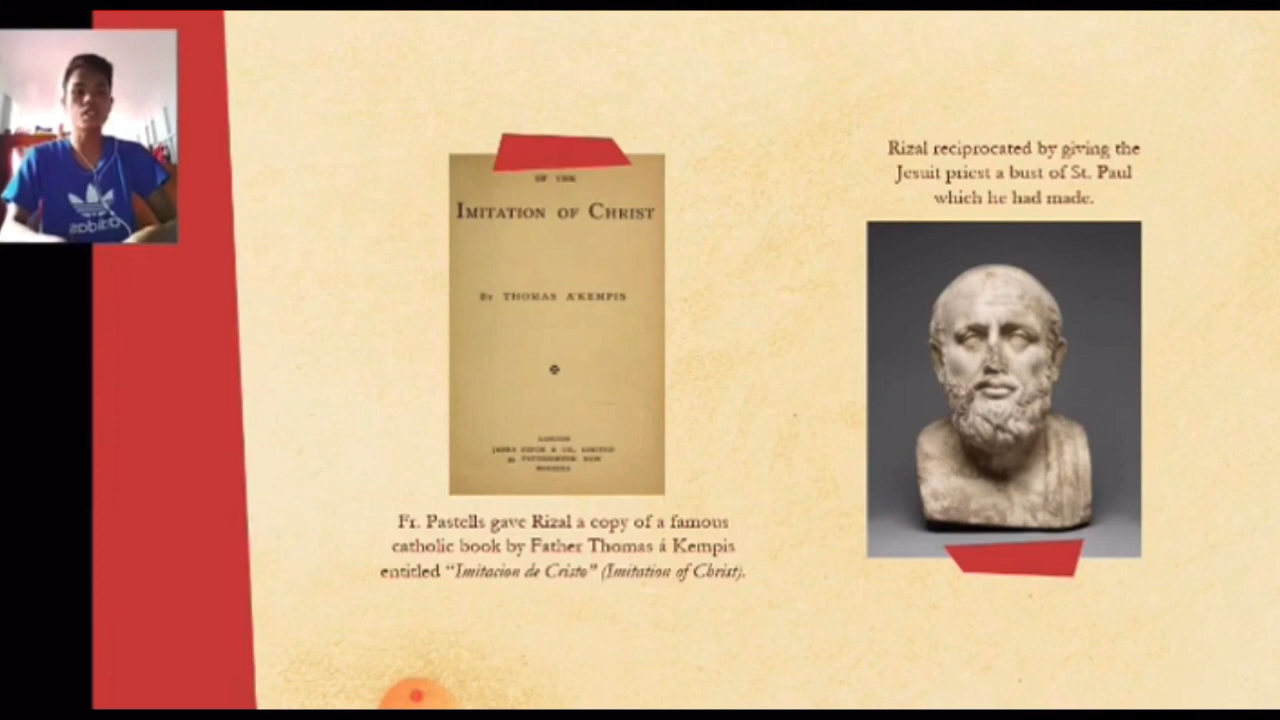 OF THE
IMITATION OF CHRIST
BY THOMAS A'KEMPIS
LONDON
Fr. Pastells gave Rizal a copy of a famous
catholic book by Father Thomas á Kempis
entitled “Imitacion de Cristo” (Imitation of Christ).
Rizal reciprocated by giving the
Jesuit priest a bust of St. Paul
which he had made.
adidas